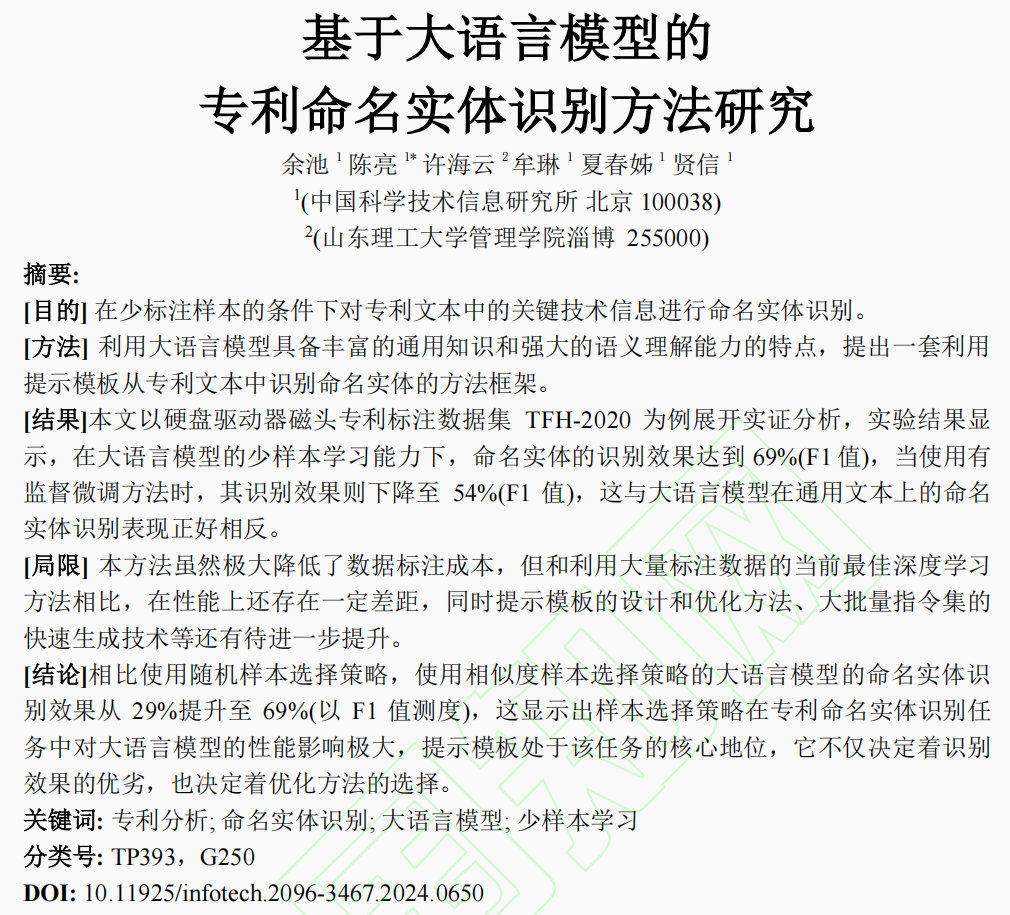 基于大语言模型的
专利命名实体识别方法研究
余池 1 陈亮 1* 许海云 2 牟琳 1 夏春姊 1 贤信 1
1(中国科学技术信息研究所 北京 100038)
2(山东理工大学管理学院淄博 255000)
摘要:
[目的] 在少标注样本的条件下对专利文本中的关键技术信息进行命名实体识别。
[方法] 利用大语言模型具备丰富的通用知识和强大的语义理解能力的特点，提出一套利用
提示模板从专利文本中识别命名实体的方法框架。
[结果]本文以硬盘驱动器磁头专利标注数据集 TFH-2020 为例展开实证分析，实验结果显
示，在大语言模型的少样本学习能力下，命名实体的识别效果达到 69%(F1 值)，当使用有
监督微调方法时，其识别效果则下降至 54%(F1 值)，这与大语言模型在通用文本上的命名
实体识别表现正好相反。
[局限] 本方法虽然极大降低了数据标注成本，但和利用大量标注数据的当前最佳深度学习
方法相比，在性能上还存在一定差距，同时提示模板的设计和优化方法、大批量指令集的
快速生成技术等还有待进一步提升。
[结论]相比使用随机样本选择策略，使用相似度样本选择策略的大语言模型的命名实体识
别效果从 29%提升至 69%(以 F1 值测度)，这显示出样本选择策略在专利命名实体识别任
务中对大语言模型的性能影响极大，提示模板处于该任务的核心地位，它不仅决定着识别
效果的优劣，也决定着优化方法的选择。
关键词: 专利分析; 命名实体识别; 大语言模型; 少样本学习
分类号: TP393，G250
DOI: 10.11925/infotech.2096-3467.2024.0650